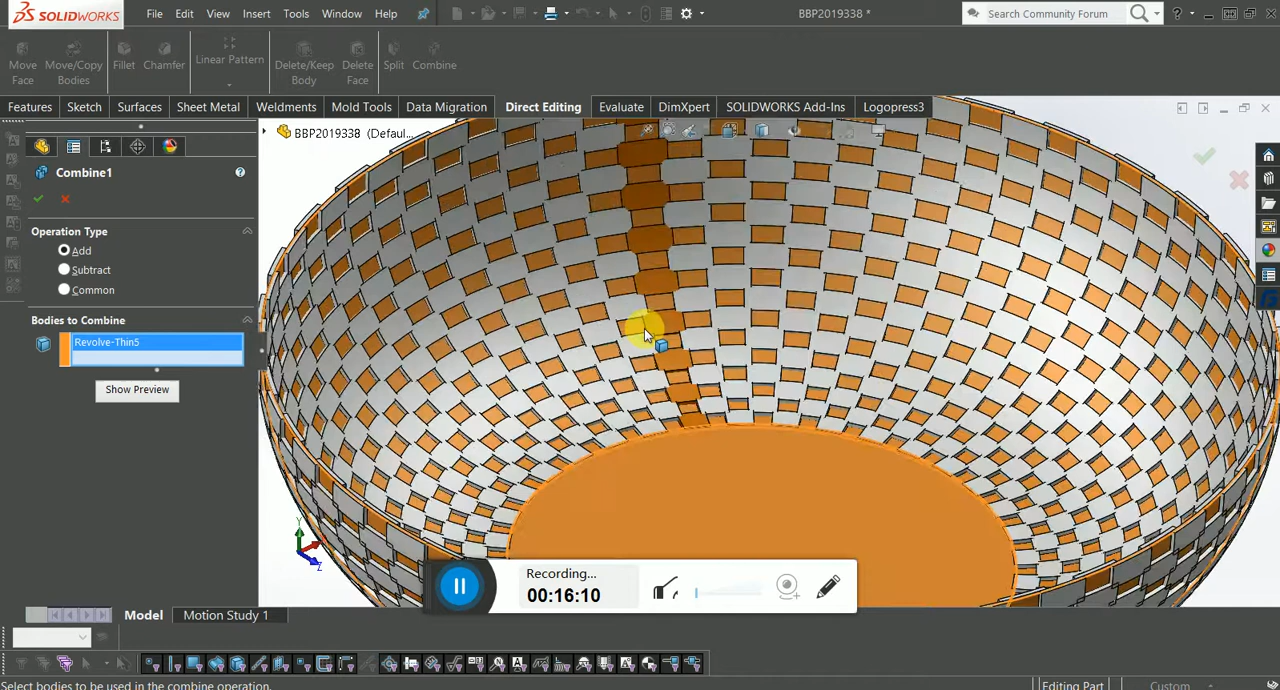 SOLIDWORKS File Edit View Insert Tools Window Help BBP2019338 * Search Community Forum ?
Move Face Move/Copy Bodies Fillet Chamfer Linear Pattern Delete/Keep Body Delete Face Split Combine
Features Sketch Surfaces Sheet Metal Weldments Mold Tools Data Migration Direct Editing Evaluate DimXpert SOLIDWORKS Add-Ins Logopress3
BBP2019338 (Defaul...
Combine1
Operation Type
Add
Subtract
Common
Bodies to Combine
Revolve-Thin5
Show Preview
Y
Z
Recording...
00:16:10
Model Motion Study 1
Select bodies to be used in the combine operation. Editing Part Custom